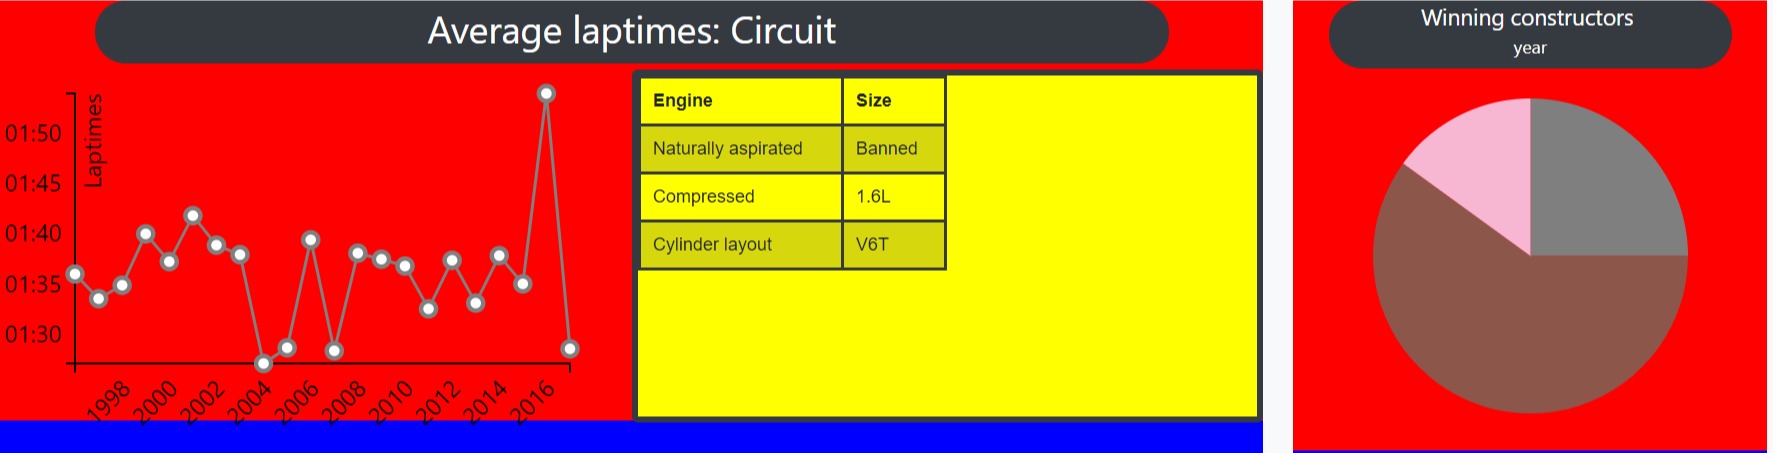 Average laptimes: Circuit
Laptimes
01:50
01:45
01:40
01:35
01:30
1998
2000
2002
2004
2006
2008
2010
2012
2014
2016
Engine Size
Naturally aspirated Banned
Compressed 1.6L
Cylinder layout V6T
Winning constructors
year